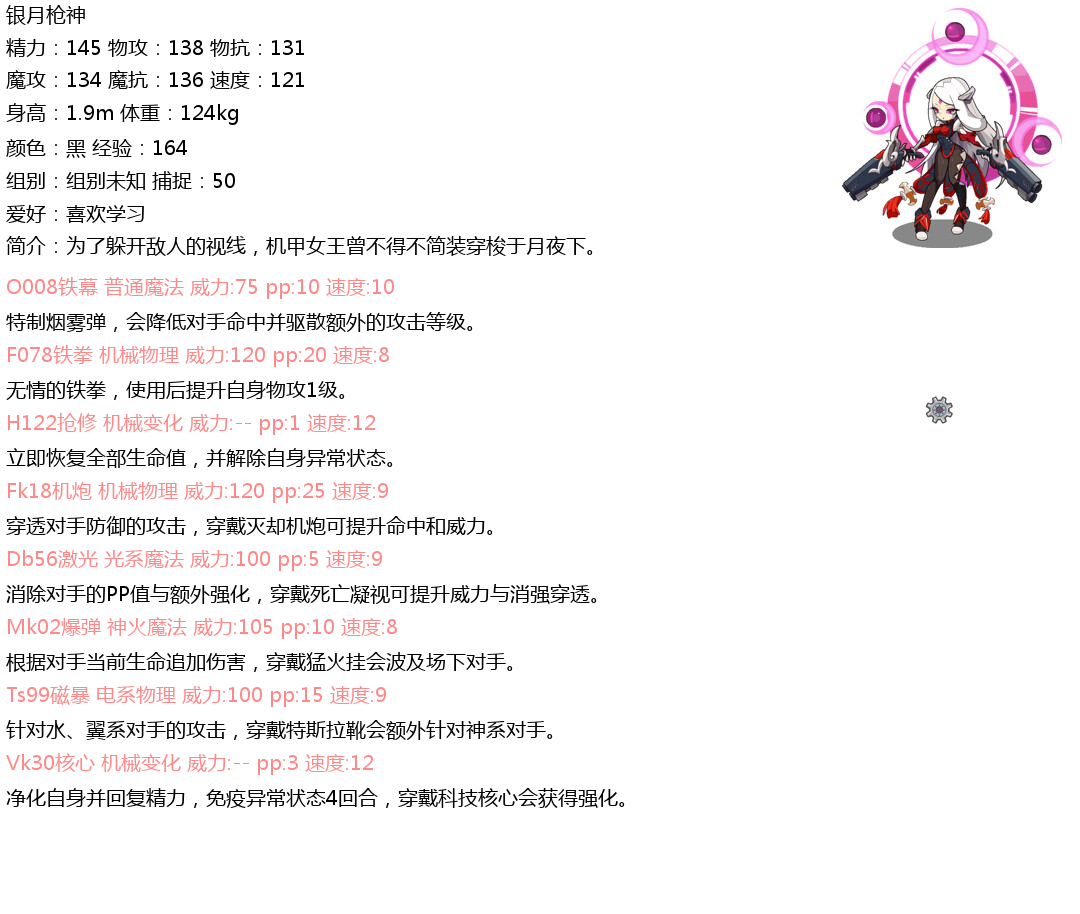 银月枪神
精力：145 物攻：138 物抗：131
魔攻：134 魔抗：136 速度：121
身高：1.9m 体重：124kg
颜色：黑 经验：164
组别：组别未知 捕捉：50
爱好：喜欢学习
简介：为了躲开敌人的视线，机甲女王曾不得不简装穿梭于月夜下。
O008铁幕 普通魔法 威力:75 pp:10 速度:10
特制烟雾弹，会降低对手命中并驱散额外的攻击等级。
F078铁拳 机械物理 威力:120 pp:20 速度:8
无情的铁拳，使用后提升自身物攻1级。
H122抢修 机械变化 威力:-- pp:1 速度:12
立即恢复全部生命值，并解除自身异常状态。
Fk18机炮 机械物理 威力:120 pp:25 速度:9
穿透对手防御的攻击，穿戴灭却机炮可提升命中和威力。
Db56激光 光系魔法 威力:100 pp:5 速度:9
消除对手的PP值与额外强化，穿戴死亡凝视可提升威力与消强穿透。
Mk02爆弹 神火魔法 威力:105 pp:10 速度:8
根据对手当前生命追加伤害，穿戴猛火挂会波及场下对手。
Ts99磁暴 电系物理 威力:100 pp:15 速度:9
针对水、翼系对手的攻击，穿戴特斯拉靴会额外针对神系对手。
Vk30核心 机械变化 威力:-- pp:3 速度:12
净化自身并回复精力，免疫异常状态4回合，穿戴科技核心会获得强化。